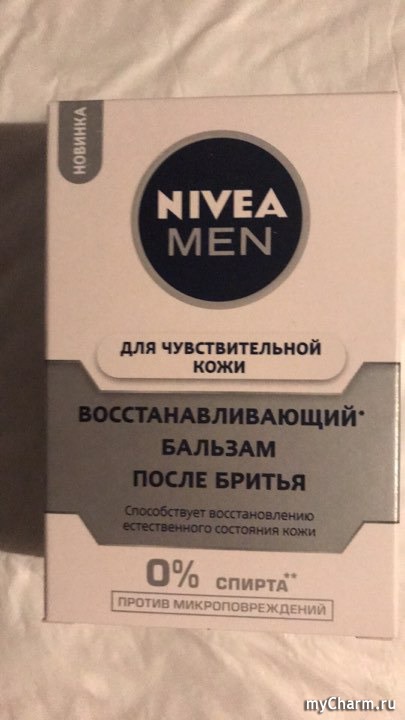 НОВИНКА
NIVEA
MEN
ДЛЯ ЧУВСТВИТЕЛЬНОЙ
КОЖИ
ВОССТАНАВЛИВАЮЩИЙ*
БАЛЬЗАМ
ПОСЛЕ БРИТЬЯ
Способствует восстановлению
естественного состояния кожи
0% СПИРТА**
ПРОТИВ МИКРОПОВРЕЖДЕНИЙ
myCharm.ru